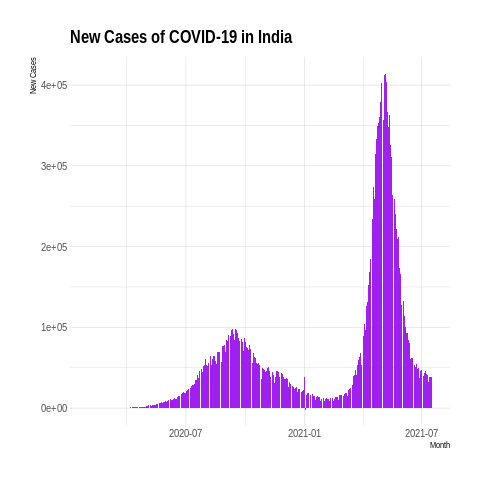 New Cases of COVID-19 in India
New Cases
4e+05
3e+05
2e+05
1e+05
0e+00
2020-07 2021-01 2021-07
Month